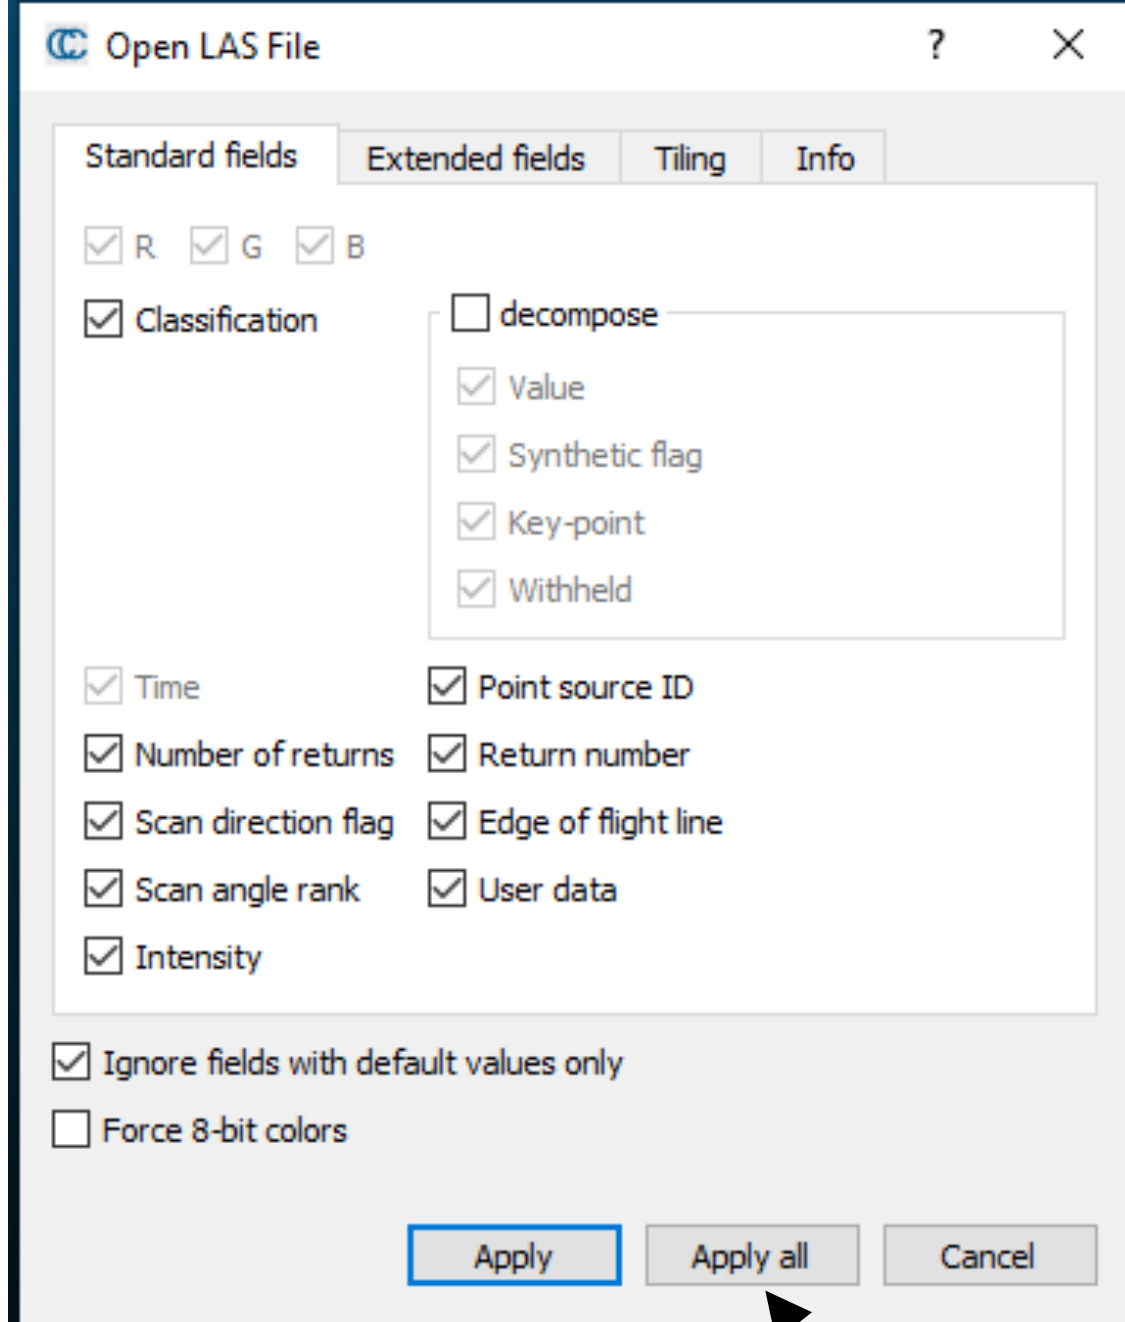 Open LAS File ?
Standard fields Extended fields Tiling Info
R G B
Classification decompose
Value
Synthetic flag
Key-point
Withheld
Time Point source ID
Number of returns Return number
Scan direction flag Edge of flight line
Scan angle rank User data
Intensity
Ignore fields with default values only
Force 8-bit colors
Apply Apply all Cancel